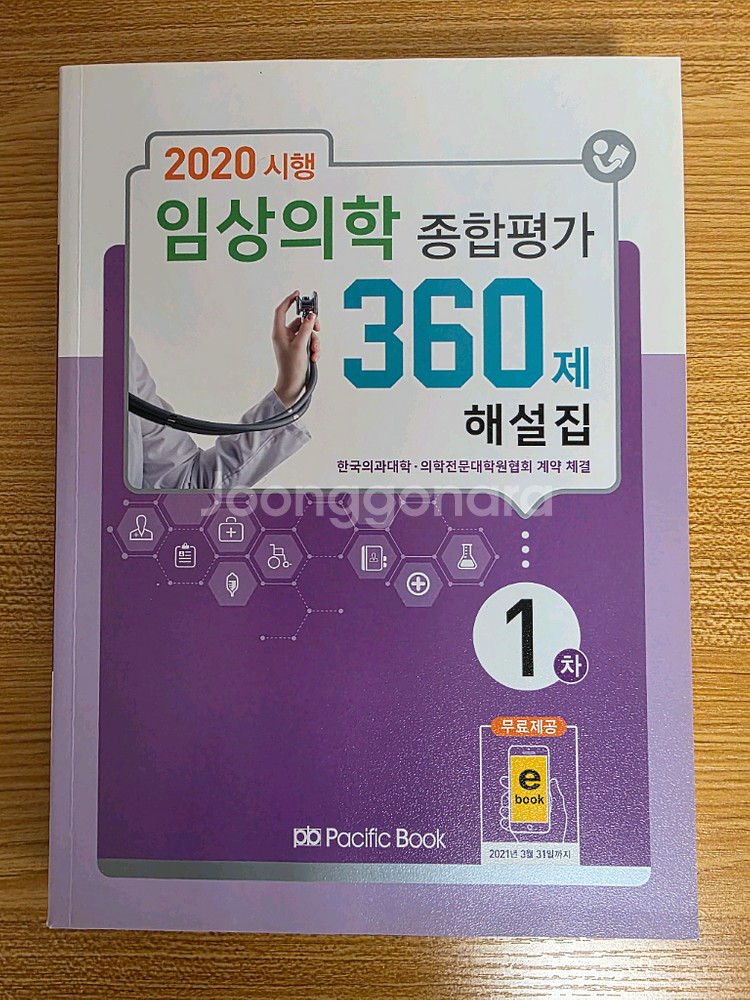 2020 시행
임상의학 종합평가
360제
해설집
한국의과대학·의학전문대학원협회 계약 체결
Joonggonara
1차
무료제공
e
book
pb Pacific Book
2021년 3월 31일까지